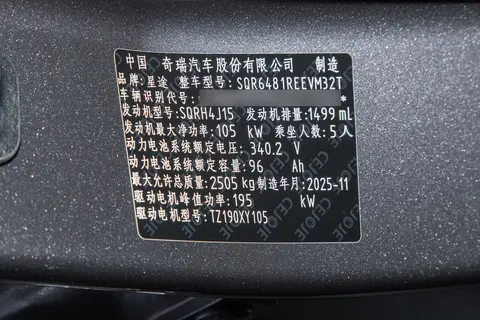 中国 奇瑞汽车股份有限公司 制造
品牌：星途 整车型号：SQR6481REEVM32T
车辆识别代号： *
发动机型号：SQRH4J15 发动机排量：1499 mL
发动机最大净功率：105 kW 乘坐人数：5人
动力电池系统额定电压：340.2 V
动力电池系统额定容量：96 Ah
最大允许总质量：2505 kg 制造年月：2025-11
驱动电机峰值功率：195 kW
驱动电机型号：TZ190XY105